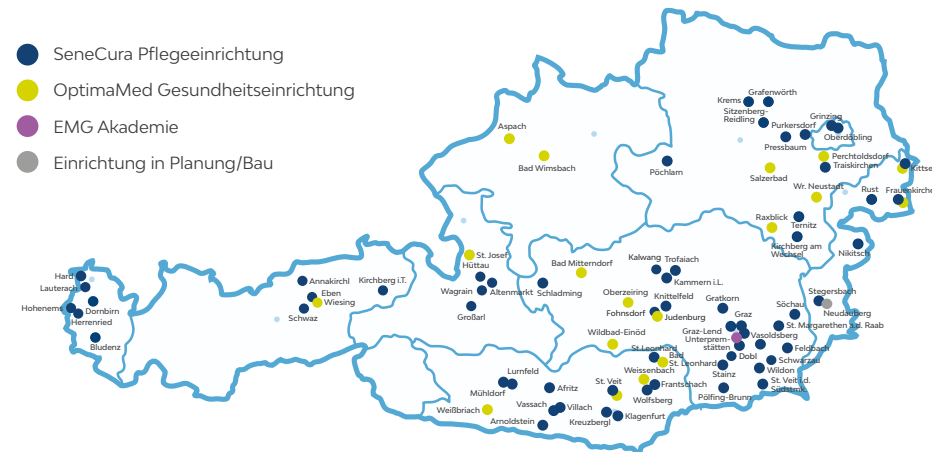 SeneCura Pflegeeinrichtung
OptimaMed Gesundheitseinrichtung
EMG Akademie
Einrichtung in Planung/Bau
Grafenwörth
Krems
Sitzenberg-
Reidling
Grinzing
Purkersdorf
Oberdöbling
Pressbaum
Aspach
Bad Wimsbach
Pöchlarn
Perchtoldsdorf
Traiskirchen
Salzerbad
Kittse
Wr. Neustadt
Rust
Frauenkirche
Raxblick
Ternitz
Kirchberg am
Wechsel
Nikitsch
St. Josef
Hüttau
Wagrain
Altenmarkt
Großarl
Schladming
Bad Mitterndorf
Kalwang
Trofaiach
Kammern i.L.
Hard
Lauterach
Hohenems
Dornbirn
Herrenried
Bludenz
Annakirchl
Eben
Wiesing
Schwaz
Kirchberg i.T.
Oberzeiring
Knittelfeld
Fohnsdorf
Judenburg
Wildbad-Einöd
Gratkorn
Graz
Graz-Lend
Unterprem-
stätten
Vasoldsberg
Dobl
Stainz
Stegersbach
Neudauberg
Söchau
St. Margarethen a.d. Raab
Feldbach
Schwarzau
Wildon
St. Veit i.d.
Südstmk.
Pölfing-Brunn
St.Leonhard
Bad
St. Leonhard
Weissenbach
Frantschach
Wolfsberg
St. Veit
Lurnfeld
Mühldorf
Afritz
Weißbriach
Vassach
Villach
Arnoldstein
Kreuzbergl
Klagenfurt